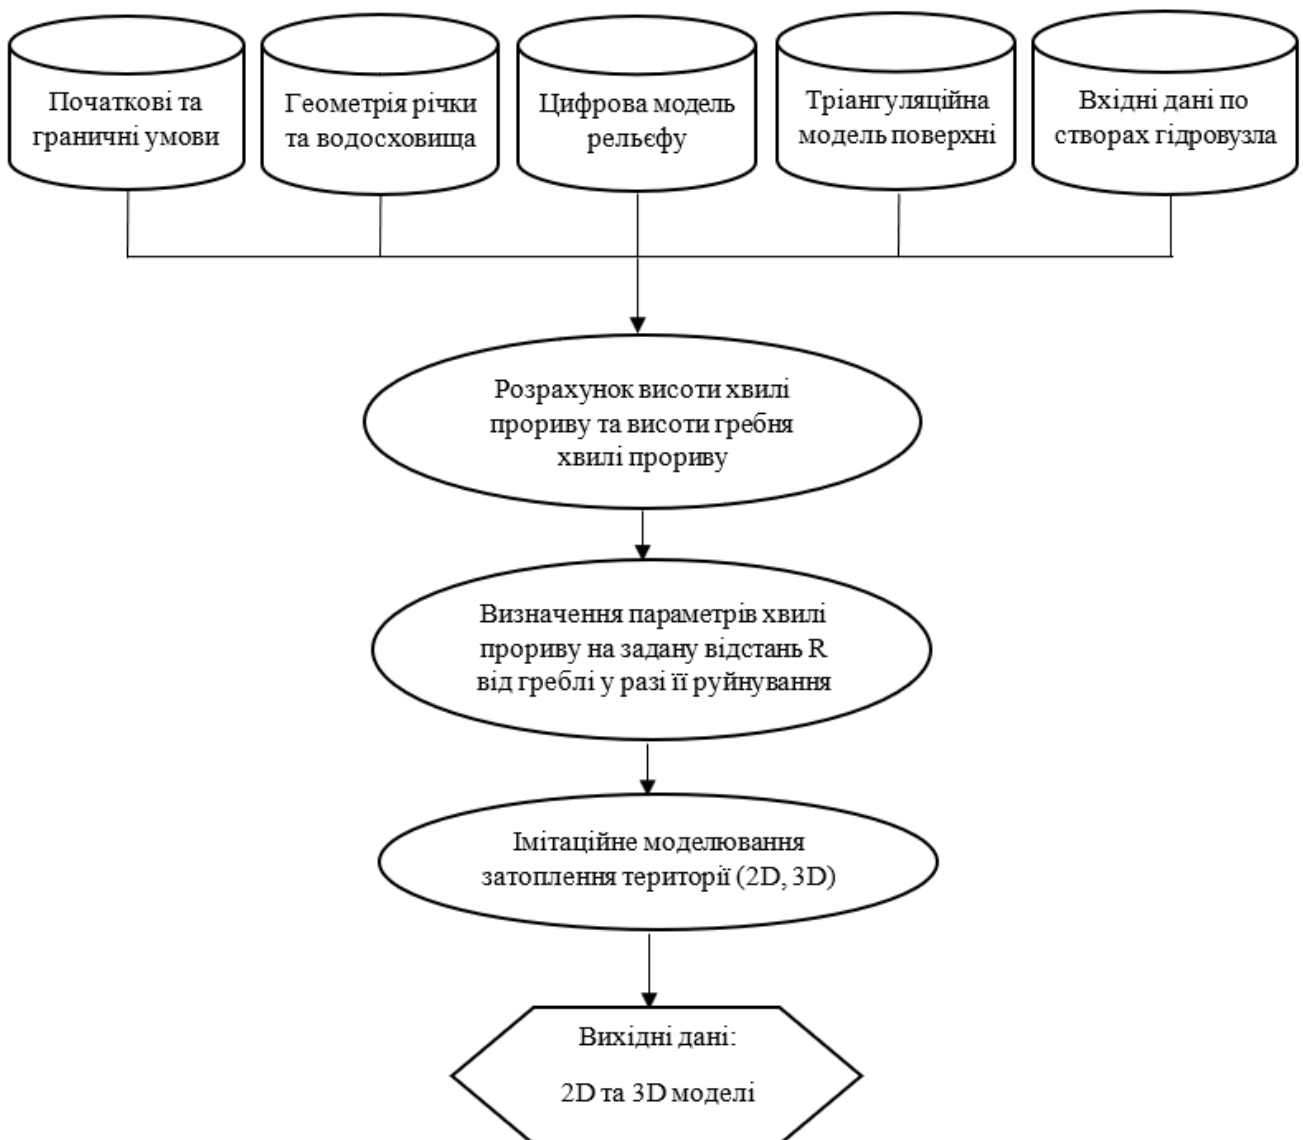 Початкові та
граничні умови
Геометрія річки
та водосховища
Цифрова модель
рельєфу
Тріангуляційна
модель поверхні
Вхідні дані по
створах гідровузла
Розрахунок висоти хвилі
прориву та висоти гребня
хвилі прориву
Визначення параметрів хвилі
прориву на задану відстань R
від греблі у разі її руйнування
Імітаційне моделювання
затоплення території (2D, 3D)
Вихідні дані:
2D та 3D моделі